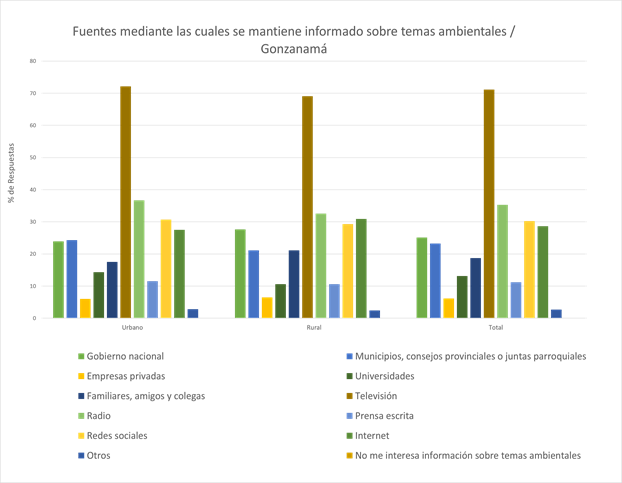 Fuentes mediante las cuales se mantiene informado sobre temas ambientales /
Gonzanamá
80
70
60
50
40
30
20
10
0
% de Respuestas
Urbano
Rural
Total
Gobierno nacional
Municipios, consejos provinciales o juntas parroquiales
Empresas privadas
Universidades
Familiares, amigos y colegas
Televisión
Radio
Prensa escrita
Redes sociales
Internet
Otros
No me interesa información sobre temas ambientales